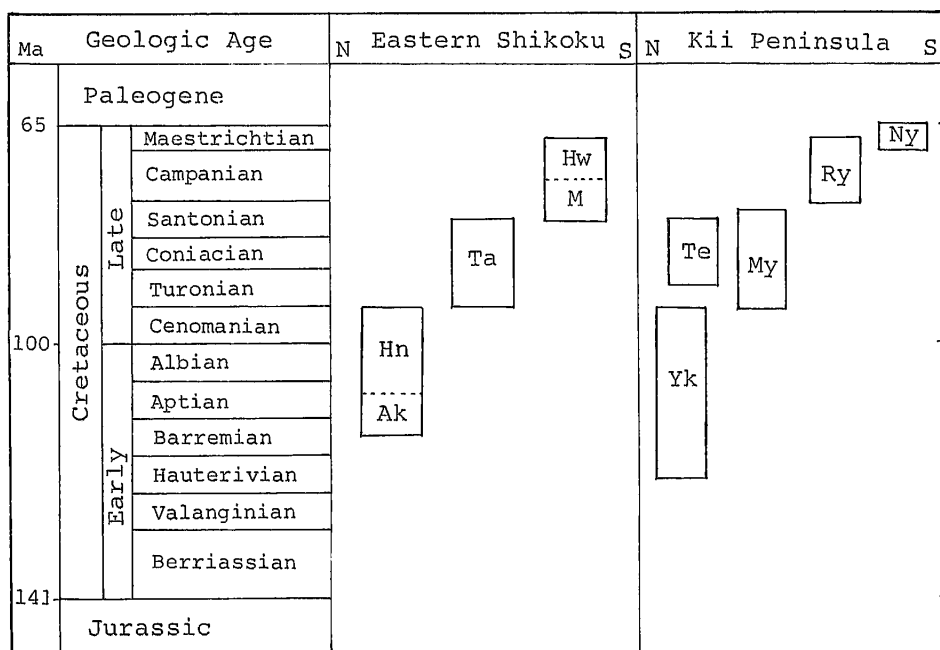 Ma Geologic Age N Eastern Shikoku S N Kii Peninsula S
Paleogene
65
Maestrichtian
Campanian
Santonian
Coniacian
Turonian
Cenomanian
100
Albian
Aptian
Barremian
Hauterivian
Valanginian
Berriassian
141
Jurassic
Cretaceous
Late
Early
Hw
M
Ta
Hn
Ak
Ny
Ry
Te
My
Yk